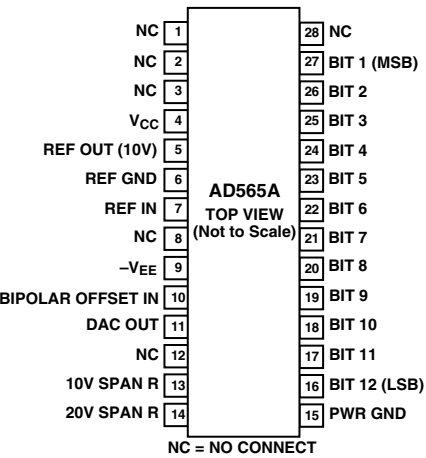 NC 1
NC 2
NC 3
VCC 4
REF OUT (10V) 5
REF GND 6
REF IN 7
NC 8
–VEE 9
BIPOLAR OFFSET IN 10
DAC OUT 11
NC 12
10V SPAN R 13
20V SPAN R 14
AD565A
TOP VIEW
(Not to Scale)
28 NC
27 BIT 1 (MSB)
26 BIT 2
25 BIT 3
24 BIT 4
23 BIT 5
22 BIT 6
21 BIT 7
20 BIT 8
19 BIT 9
18 BIT 10
17 BIT 11
16 BIT 12 (LSB)
15 PWR GND
NC = NO CONNECT